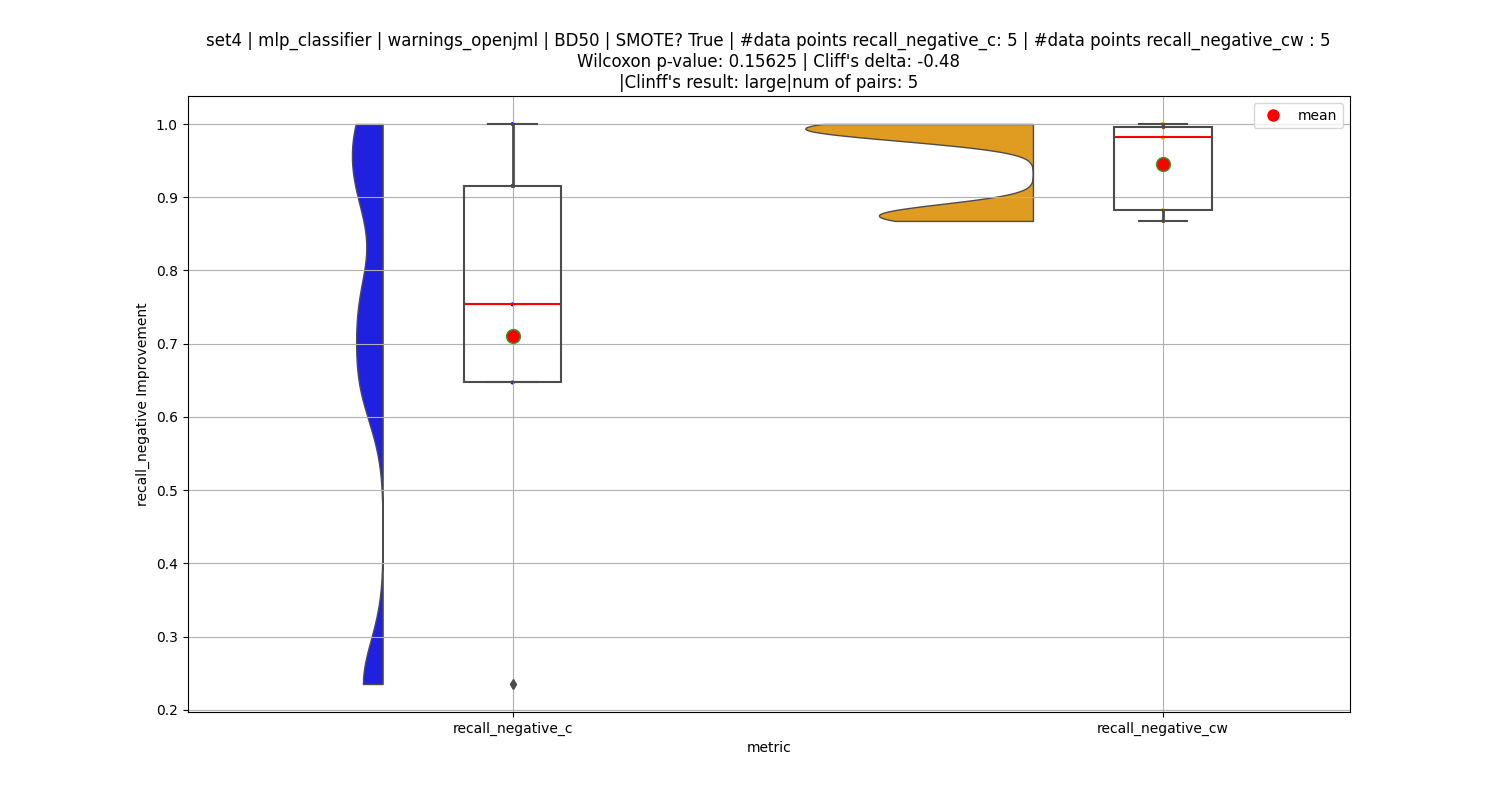 set4 | mlp_classifier | warnings_openjml | BD50 | SMOTE? True | #data points recall_negative_c: 5 | #data points recall_negative_cw : 5
Wilcoxon p-value: 0.15625 | Cliff's delta: -0.48
|Clinff's result: large|num of pairs: 5
mean
1.0
0.9
0.8
0.7
0.6
0.5
0.4
0.3
0.2
recall_negative Improvement
recall_negative_c
recall_negative_cw
metric